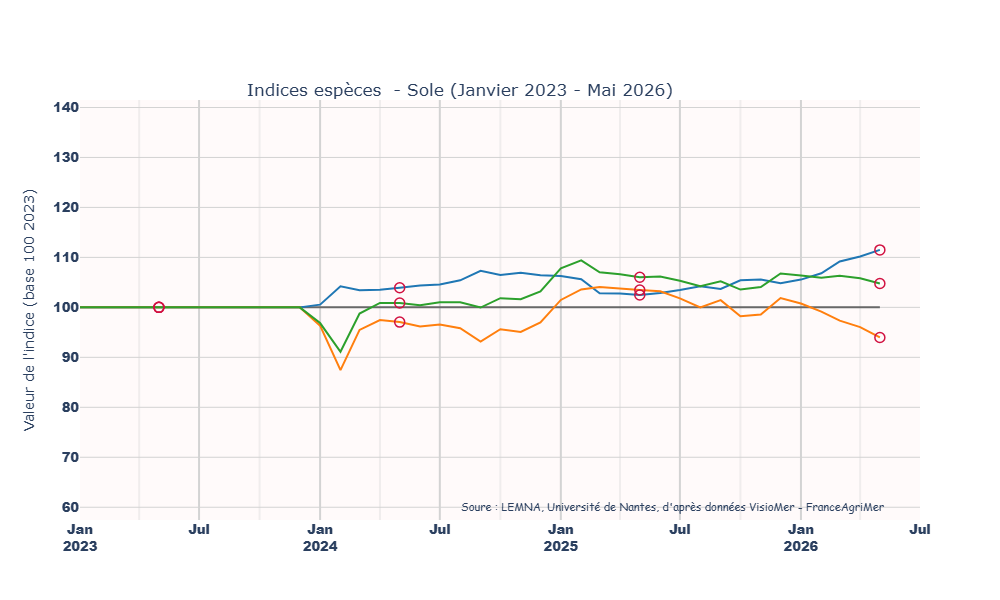 Indices espèces  - Sole (Janvier 2023 - Mai 2026)
Valeur de l'indice (base 100 2023)
140
130
120
110
100
90
80
70
60
Soure : LEMNA, Université de Nantes, d'après données VisioMer - FranceAgriMer
Jan Jul Jan Jul Jan Jul Jan Jul
2023 2024 2025 2026